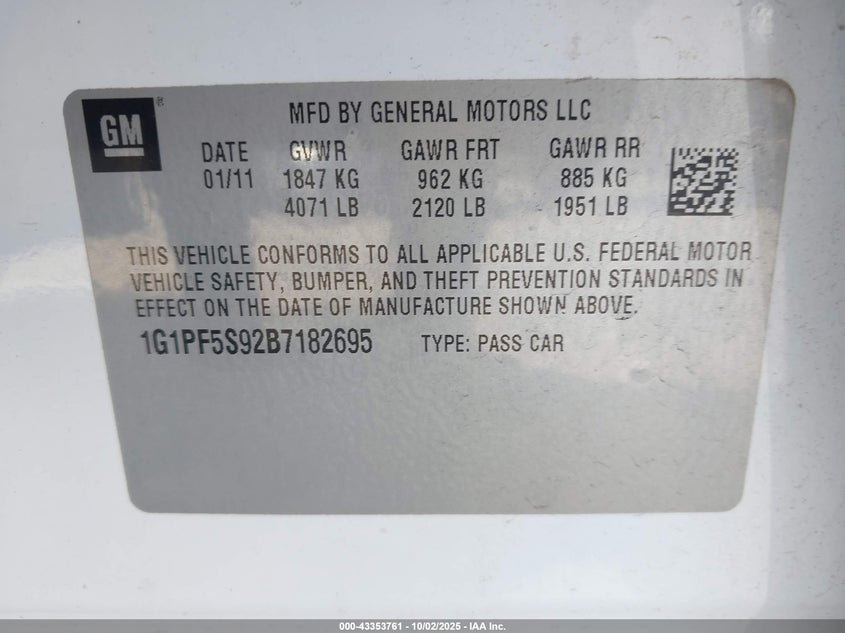 GM
®
MFD BY GENERAL MOTORS LLC
DATE GVWR GAWR FRT GAWR RR
01/11 1847 KG 962 KG 885 KG
4071 LB 2120 LB 1951 LB
THIS VEHICLE CONFORMS TO ALL APPLICABLE U.S. FEDERAL MOTOR
VEHICLE SAFETY, BUMPER, AND THEFT PREVENTION STANDARDS IN
EFFECT ON THE DATE OF MANUFACTURE SHOWN ABOVE.
1G1PF5S92B7182695 TYPE: PASS CAR
000-43353761 - 10/02/2025 - IAA Inc.